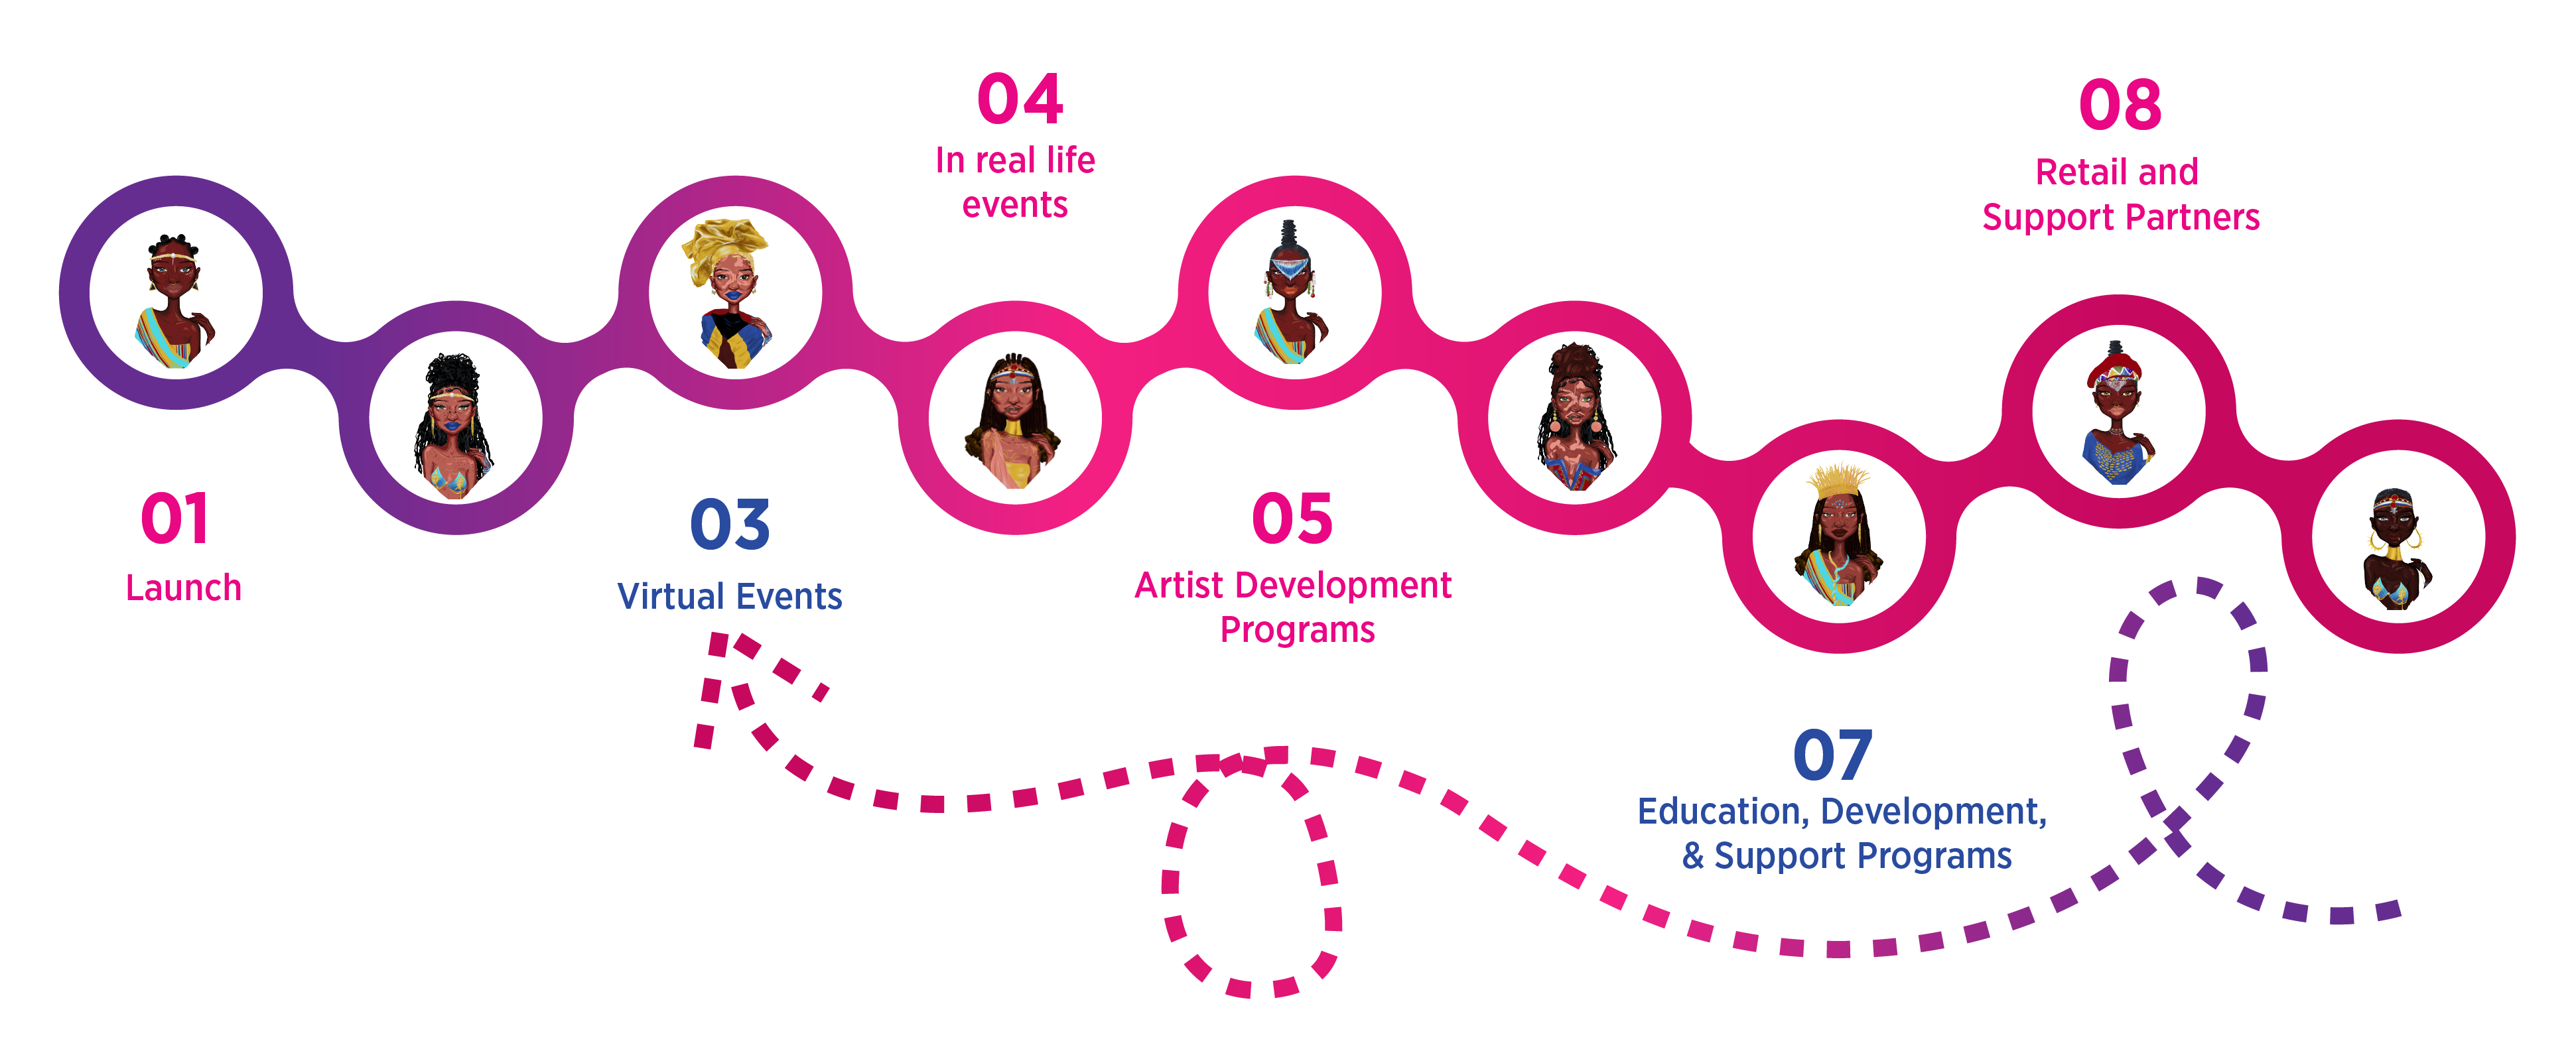 01
Launch
03
Virtual Events
04
In real life
events
05
Artist Development
Programs
07
Education, Development,
& Support Programs
08
Retail and
Support Partners